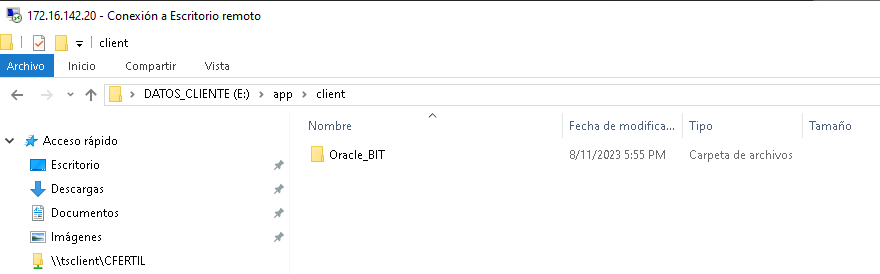 172.16.142.20 - Conexión a Escritorio remoto
client
Archivo Inicio Compartir Vista
DATOS_CLIENTE (E:) app client
Nombre Fecha de modifica... Tipo Tamaño
Acceso rápido
Oracle_BIT 8/11/2023 5:55 PM Carpeta de archivos
Escritorio
Descargas
Documentos
Imágenes
\\tsclient\CFERTIL